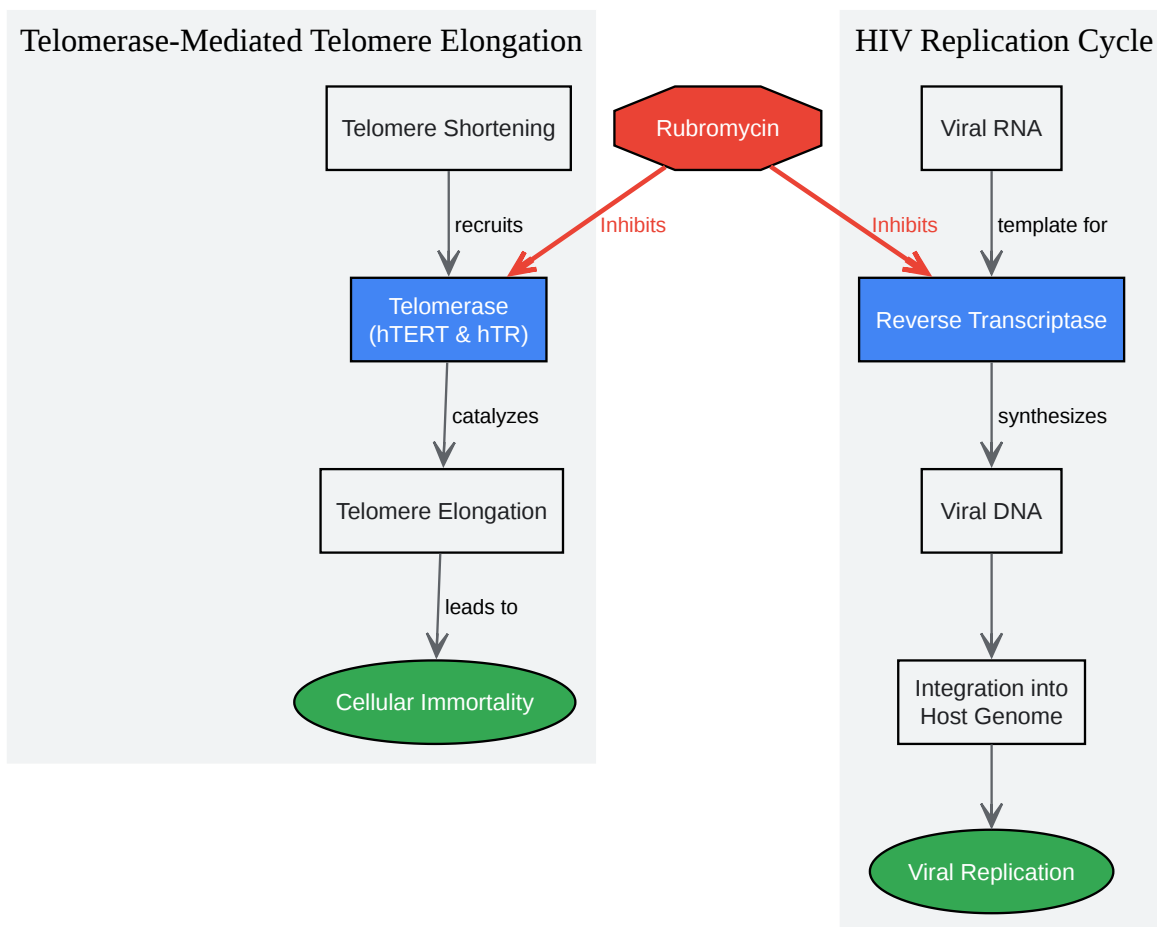 Telomerase-Mediated Telomere Elongation
HIV Replication Cycle
Telomere Shortening
Rubromycin
Viral RNA
recruits
Inhibits
Inhibits
template for
Telomerase
(hTERT & hTR)
Reverse Transcriptase
catalyzes
synthesizes
Telomere Elongation
Viral DNA
leads to
Cellular Immortality
Integration into
Host Genome
Viral Replication